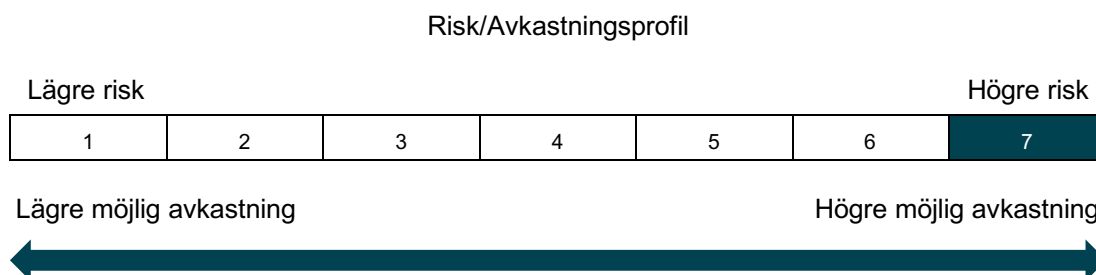 Risk/Avkastningsprofil
Lägre risk Högre risk
1 2 3 4 5 6 7
Lägre möjlig avkastning Högre möjlig avkastning